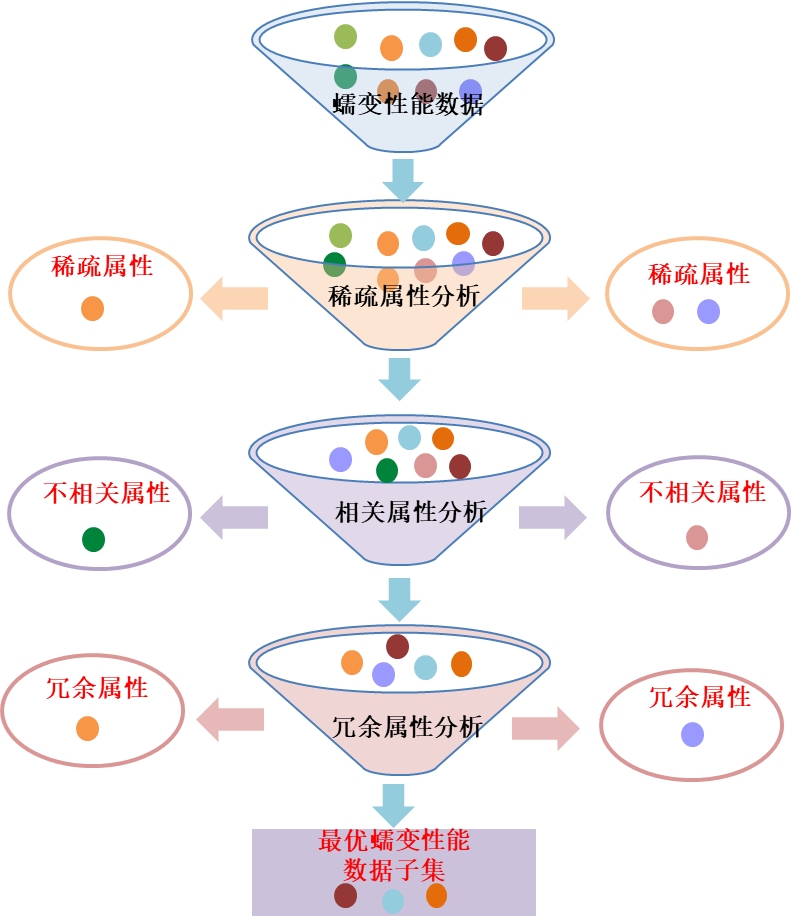 蠕变性能数据
稀疏属性
稀疏属性分析
稀疏属性
不相关属性
相关属性分析
不相关属性
冗余属性
冗余属性分析
冗余属性
最优蠕变性能
数据子集